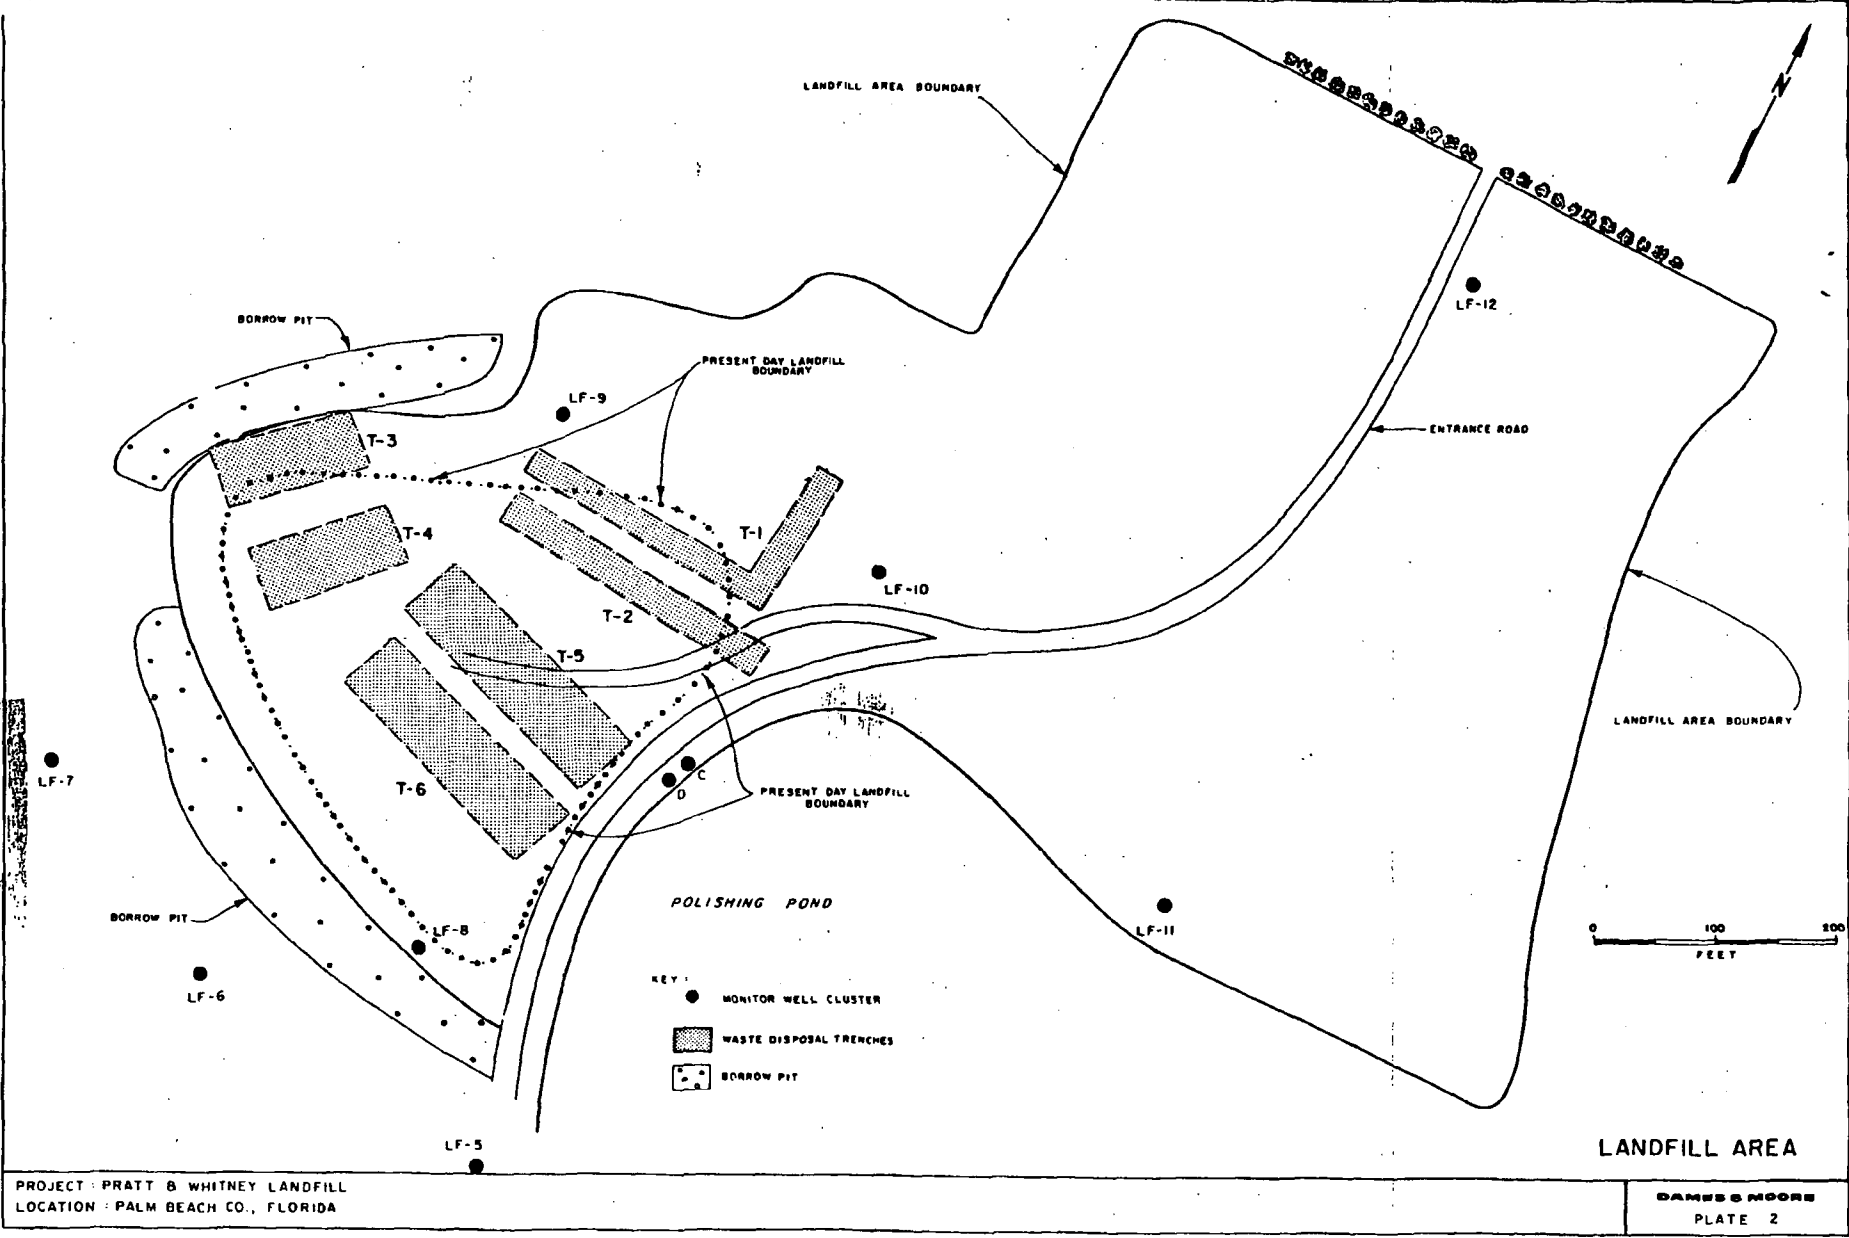 LANDFILL AREA BOUNDARY
N
LF-12
BORROW PIT
PRESENT DAY LANDFILL
BOUNDARY
LF-9
T-3
ENTRANCE ROAD
T-1
T-4
LF-10
T-2
T-5
LANDFILL AREA BOUNDARY
LF-7
C
D
T-6
PRESENT DAY LANDFILL
BOUNDARY
POLISHING POND
BORROW PIT
LF-8
LF-11
0 100 200
FEET
LF-6
KEY:
MONITOR WELL CLUSTER
WASTE DISPOSAL TRENCHES
BORROW PIT
LF-5
LANDFILL AREA
PROJECT : PRATT & WHITNEY LANDFILL
LOCATION : PALM BEACH CO., FLORIDA
DAMES & MOORE
PLATE 2